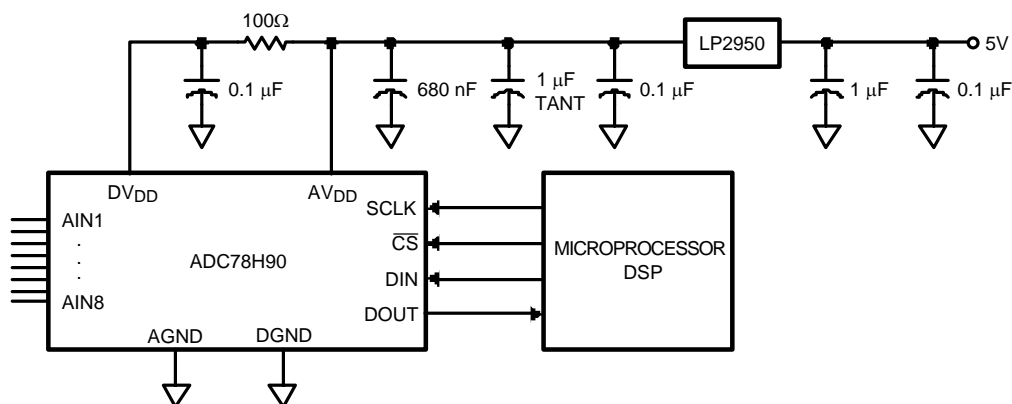 100Ω
LP2950
5V
0.1 μF
680 nF
1 μF
TANT
0.1 μF
1 μF
0.1 μF
DVDD
AVDD
SCLK
AIN1
.
.
.
.
CS
MICROPROCESSOR
DSP
ADC78H90
DIN
AIN8
DOUT
AGND
DGND